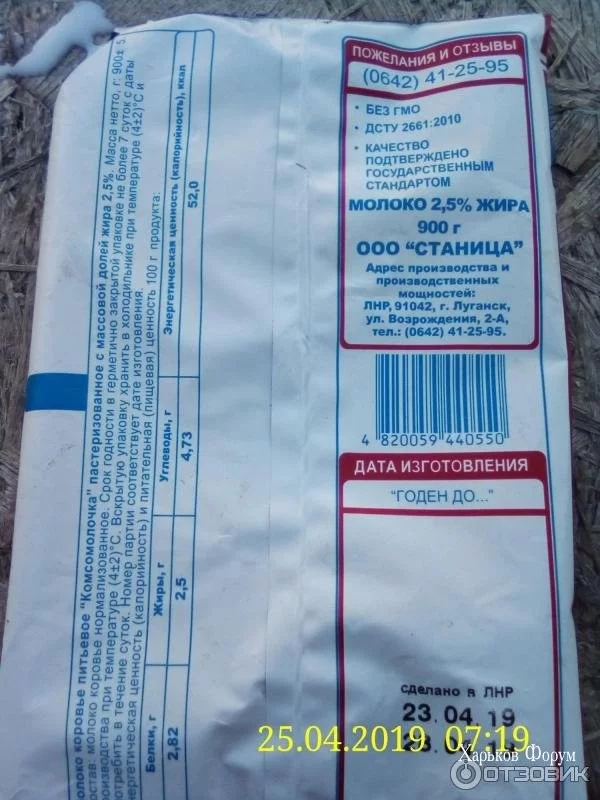 ПОЖЕЛАНИЯ И ОТЗЫВЫ
(0642) 41-25-95
• БЕЗ ГМО
• ДСТУ 2661:2010
• КАЧЕСТВО
ПОДТВЕРЖДЕНО
ГОСУДАРСТВЕННЫМ
СТАНДАРТОМ
МОЛОКО 2,5% ЖИРА
900 г
ООО "СТАНИЦА"
Адрес производства и
производственных
мощностей:
ЛНР, 91042, г. Луганск,
ул. Возрождения, 2-А,
тел.: (0642) 41-25-95.
4 820059 440550
ДАТА ИЗГОТОВЛЕНИЯ
"ГОДЕН ДО..."
сделано в ЛНР
23.04.19
25.04.2019 07:19
Харьков Форум
ОТЗОВИК
коровье питьевое "Комсомолочка" пастеризованное с массовой долей жира 2,5%. Масса нетто, г: 900± 5
молоко коровье нормализованное. Срок годности в герметично закрытой упаковке не более 7 суток с даты
производства при температуре (4±2)°С. Вскрытую упаковку хранить в холодильнике при температуре (4±2)°С и
в течение суток. Номер партии соответствует дате изготовления.
ценность (калорийность) и питательная (пищевая) ценность 100 г продукта:
Белки, г Жиры, г Углеводы, г Энергетическая ценность (калорийность), ккал
2,82 2,5 4,73 52,0